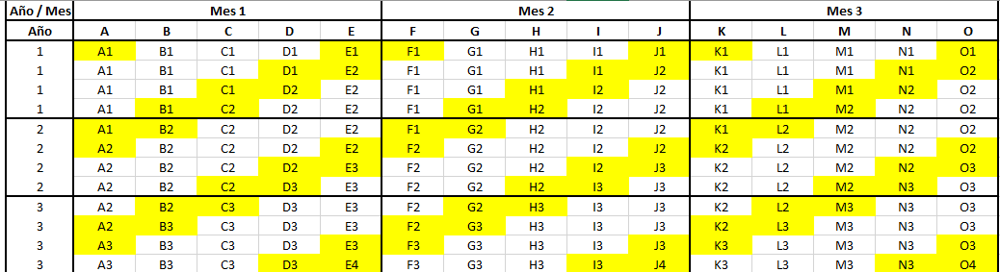 Año / Mes Mes 1 Mes 2 Mes 3
Año A B C D E F G H I J K L M N O
1 A1 B1 C1 D1 E1 F1 G1 H1 I1 J1 K1 L1 M1 N1 O1
1 A1 B1 C1 D1 E2 F1 G1 H1 I1 J2 K1 L1 M1 N1 O2
1 A1 B1 C1 D2 E2 F1 G1 H1 I2 J2 K1 L1 M1 N2 O2
1 A1 B1 C2 D2 E2 F1 G1 H2 I2 J2 K1 L1 M2 N2 O2
2 A1 B2 C2 D2 E2 F1 G2 H2 I2 J2 K1 L2 M2 N2 O2
2 A2 B2 C2 D2 E2 F2 G2 H2 I2 J2 K2 L2 M2 N2 O2
2 A2 B2 C2 D2 E3 F2 G2 H2 I2 J3 K2 L2 M2 N2 O3
2 A2 B2 C2 D3 E3 F2 G2 H2 I3 J3 K2 L2 M2 N3 O3
3 A2 B2 C3 D3 E3 F2 G2 H3 I3 J3 K2 L2 M3 N3 O3
3 A2 B3 C3 D3 E3 F2 G3 H3 I3 J3 K2 L3 M3 N3 O3
3 A3 B3 C3 D3 E3 F3 G3 H3 I3 J3 K3 L3 M3 N3 O3
3 A3 B3 C3 D3 E4 F3 G3 H3 I3 J4 K3 L3 M3 N3 O4